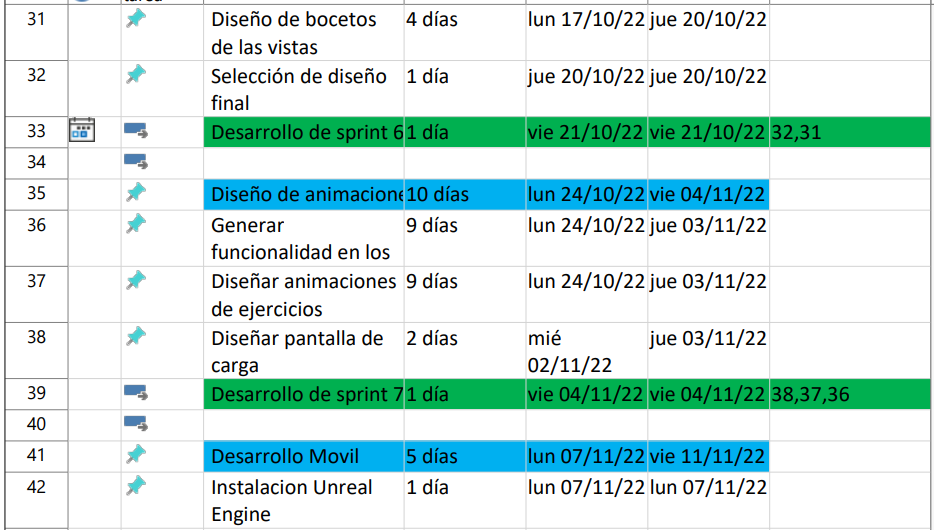 tarea
31 Diseño de bocetos 4 días lun 17/10/22 jue 20/10/22
de las vistas
32 Selección de diseño 1 día jue 20/10/22 jue 20/10/22
final
33 Desarrollo de sprint 6 1 día vie 21/10/22 vie 21/10/22 32,31
34
35 Diseño de animacione 10 días lun 24/10/22 vie 04/11/22
36 Generar 9 días lun 24/10/22 jue 03/11/22
funcionalidad en los
37 Diseñar animaciones 9 días lun 24/10/22 jue 03/11/22
de ejercicios
38 Diseñar pantalla de 2 días mié jue 03/11/22
carga 02/11/22
39 Desarrollo de sprint 7 1 día vie 04/11/22 vie 04/11/22 38,37,36
40
41 Desarrollo Movil 5 días lun 07/11/22 vie 11/11/22
42 Instalacion Unreal 1 día lun 07/11/22 lun 07/11/22
Engine